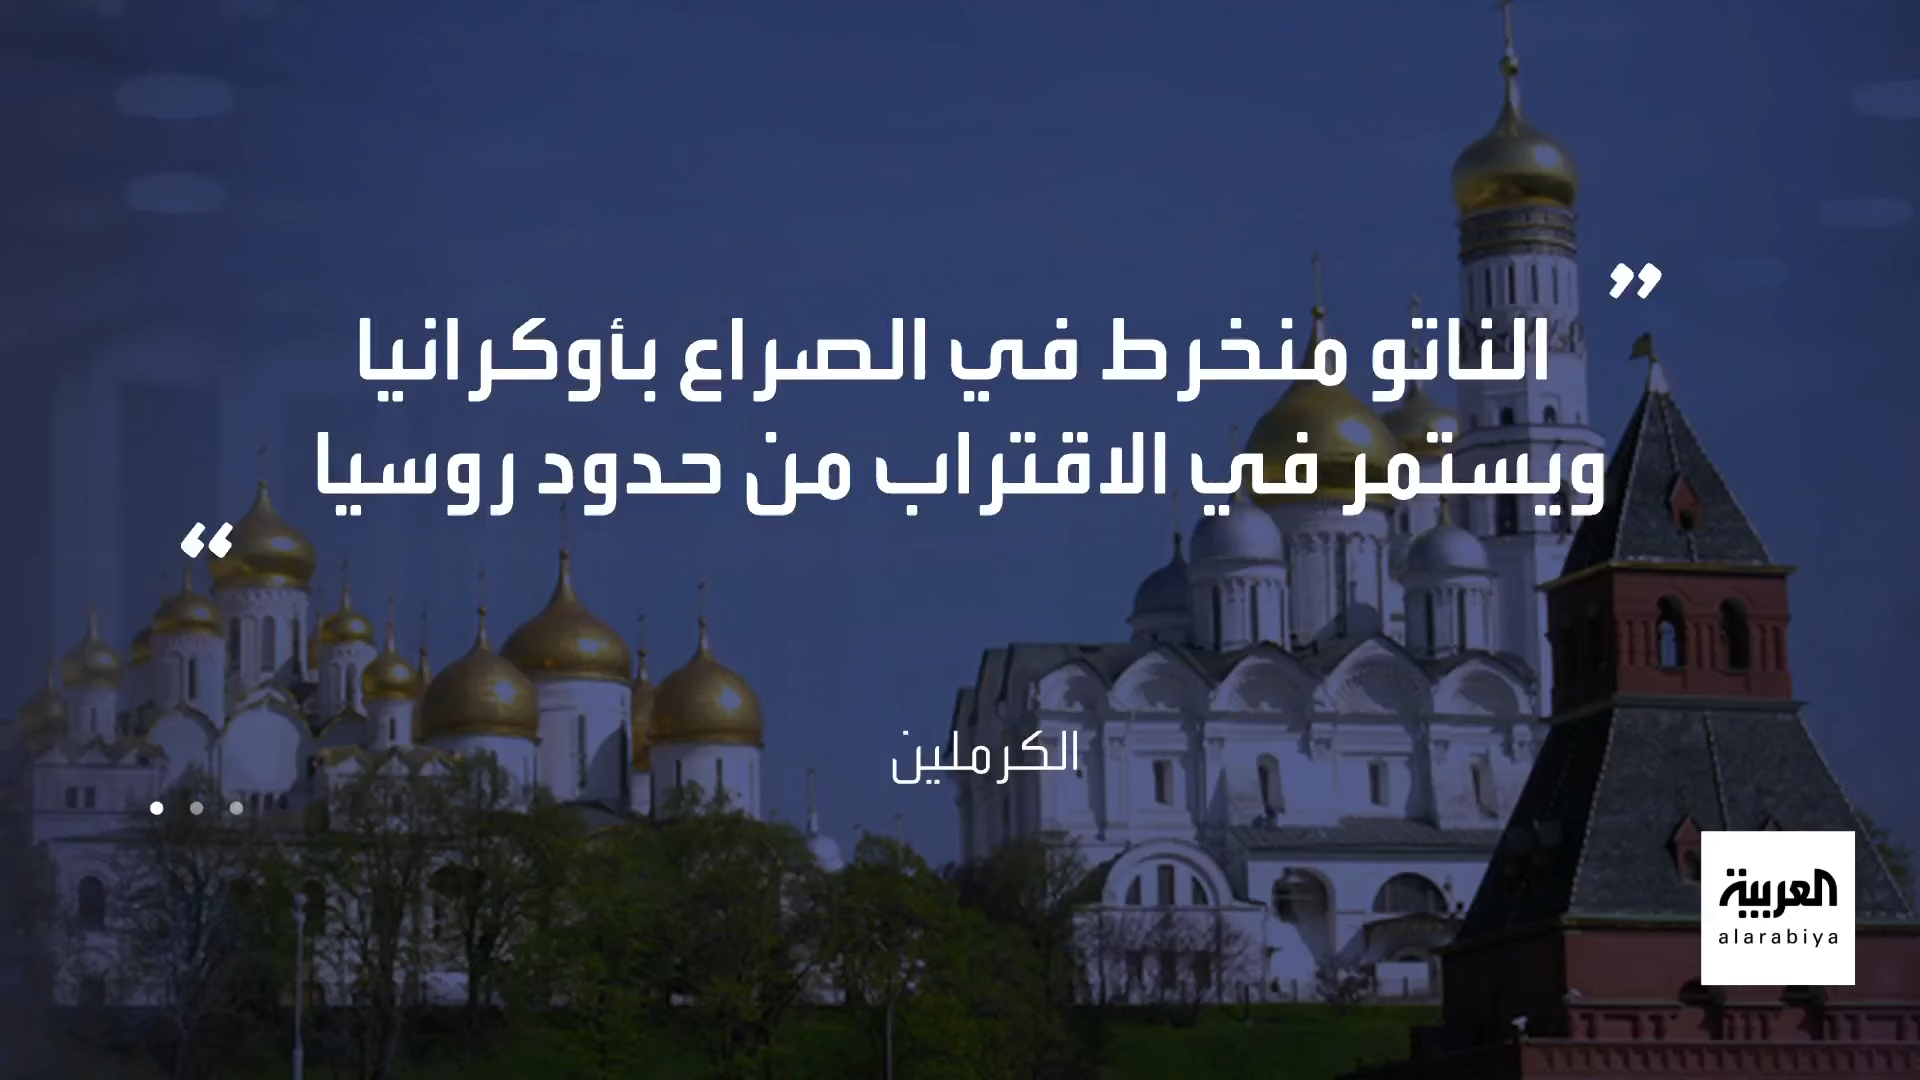 ”
الناتو منخرط في الصراع بأوكرانيا
ويستمر في الاقتراب من حدود روسيا
“
الكرملين
العربية
alarabiya